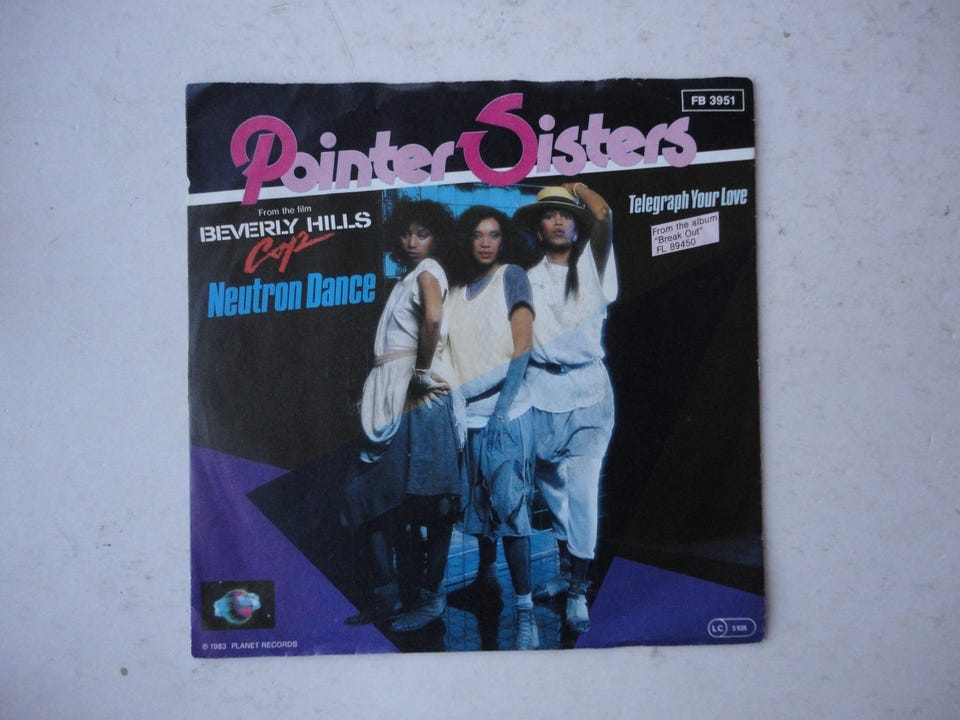 FB 3951
Pointer Sisters
From the film
BEVERLY HILLS
Cop
Neutron Dance
Telegraph Your Love
From the album
"Break Out"
FL 89450
℗ 1983 PLANET RECORDS
LC